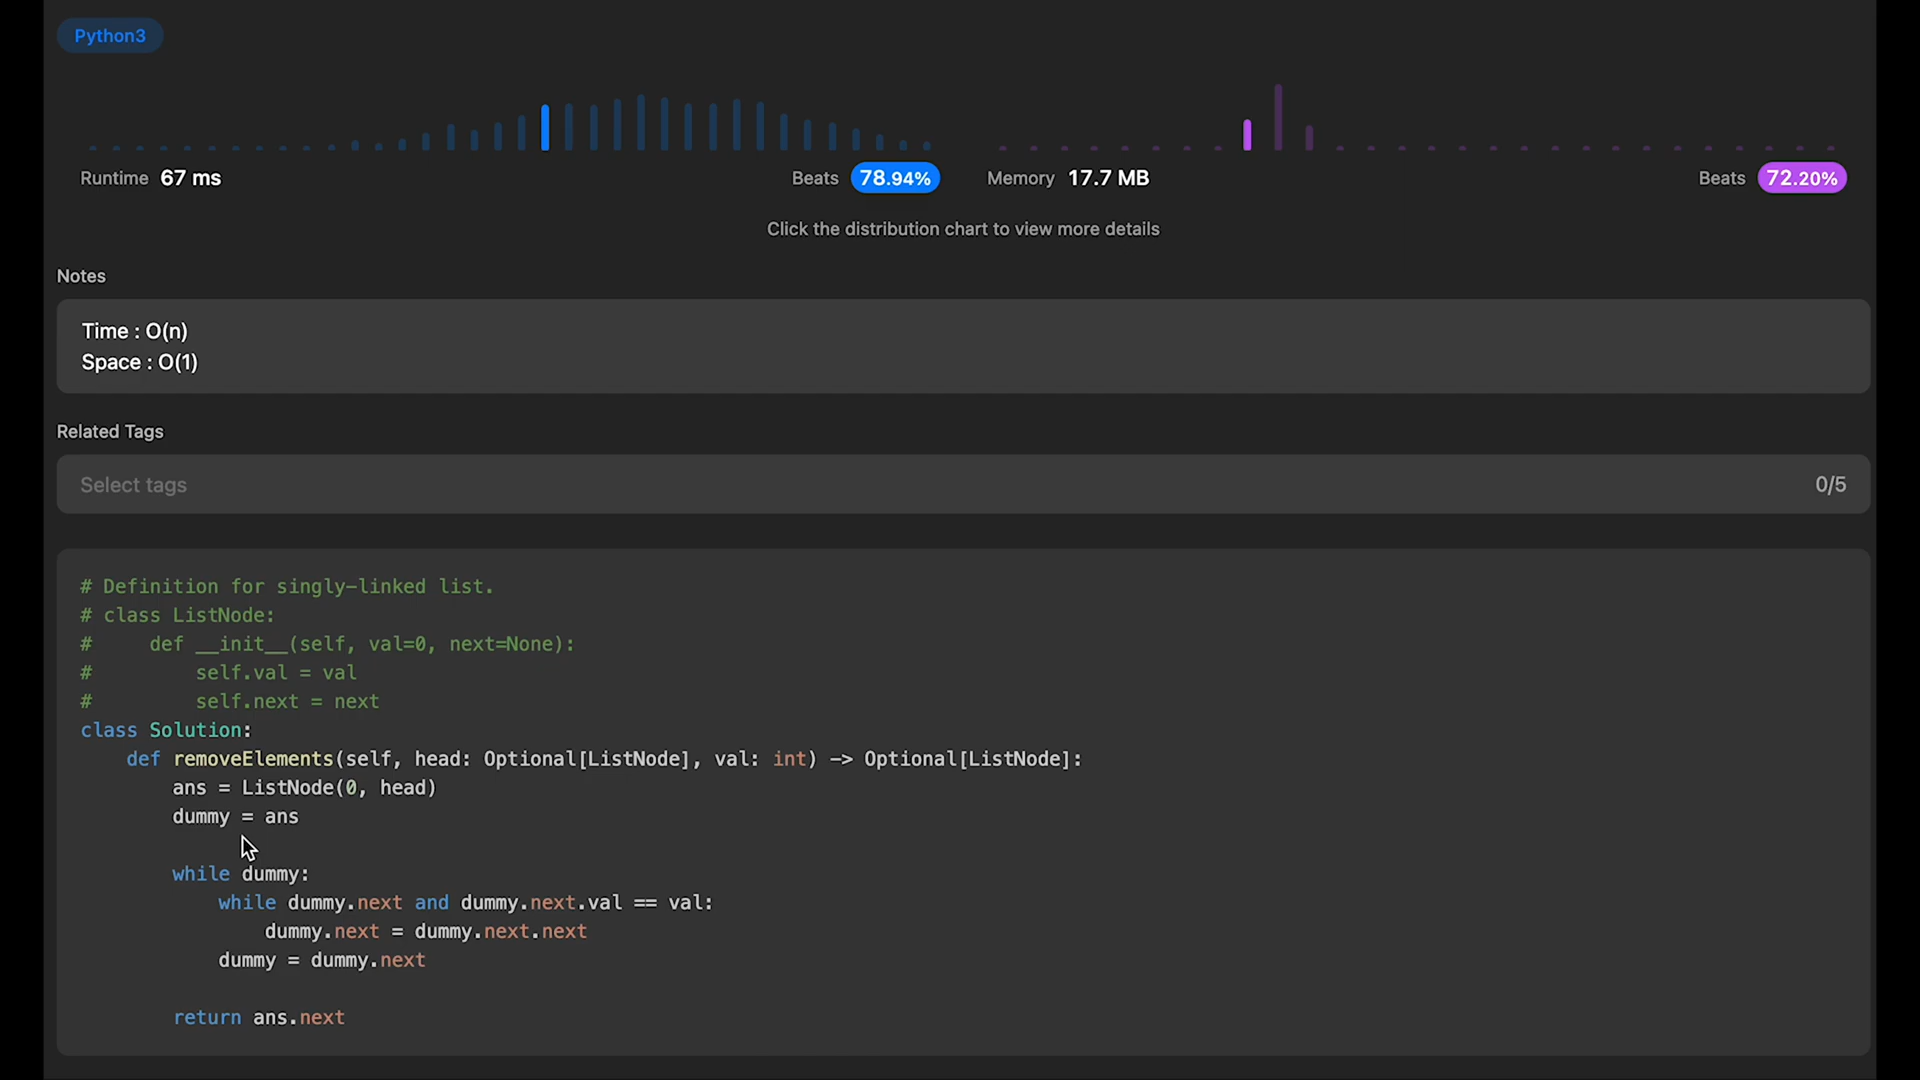 Python3
Runtime 67 ms Beats 78.94% Memory 17.7 MB Beats 72.20%
Click the distribution chart to view more details
Notes
Time : O(n)
Space : O(1)
Related Tags
Select tags 0/5
# Definition for singly-linked list.
# class ListNode:
#     def __init__(self, val=0, next=None):
#         self.val = val
#         self.next = next
class Solution:
    def removeElements(self, head: Optional[ListNode], val: int) -> Optional[ListNode]:
        ans = ListNode(0, head)
        dummy = ans
        while dummy:
            while dummy.next and dummy.next.val == val:
                dummy.next = dummy.next.next
            dummy = dummy.next
        return ans.next